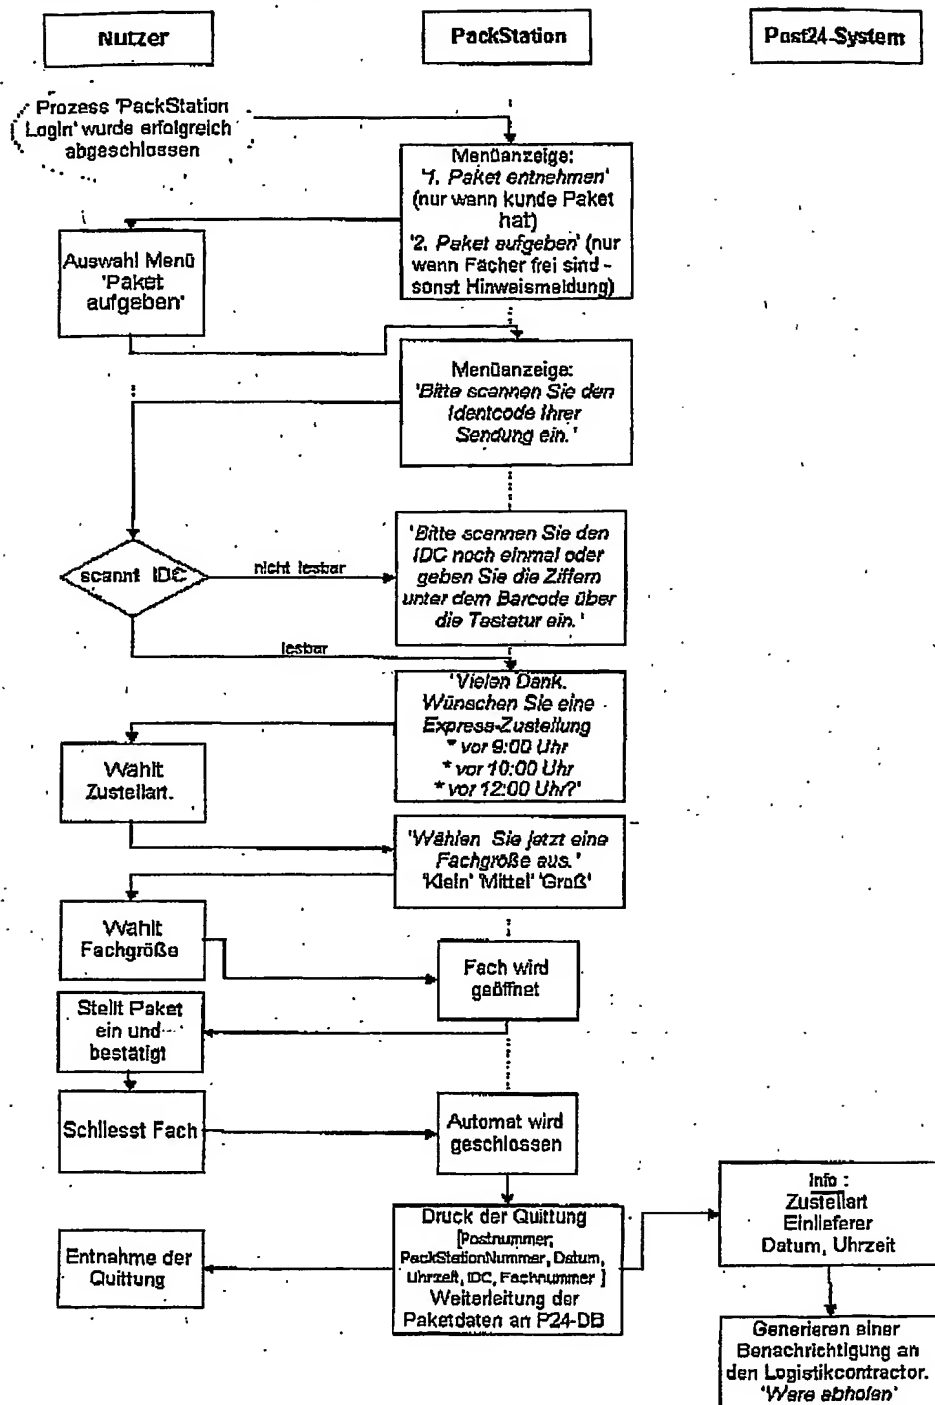 Nutzer
PackStation
Post24-System
Prozess 'PackStation
Login' wurde erfolgreich
abgeschlossen
Menüanzeige:
'1. Paket entnehmen'
(nur wann kunde Paket
hat)
'2. Paket aufgeben' (nur
wenn Fächer frei sind -
sonst Hinweismeldung)
Auswahl Menü
'Paket
aufgeben'
Menüanzeige:
'Bitte scannen Sie den
Identcode Ihrer
Sendung ein.'
scannt IDC
nicht lesbar
'Bitte scannen Sie den
IDC noch einmal oder
geben Sie die Ziffern
unter dem Barcode über
die Tastatur ein.'
lesbar
'Vielen Dank.
Wünschen Sie eine
Express-Zustellung
* vor 9:00 Uhr
* vor 10:00 Uhr
* vor 12:00 Uhr?'
Wählt
Zustellart.
'Wählen Sie jetzt eine
Fachgröße aus.'
'Klein' 'Mittel' 'Groß'
Wählt
Fachgröße
Fach wird
geöffnet
Stellt Paket
ein und
bestätigt
Schliesst Fach
Automat wird
geschlossen
Druck der Quittung
[Postnummer,
PackStationNummer, Datum,
Uhrzeit, IDC, Fachnummer ]
Weiterleitung der
Paketdaten an P24-DB
Entnahme der
Quittung
Info :
Zustellart
Einlieferer
Datum, Uhrzeit
Generieren einer
Benachrichtigung an
den Logistikcontractor.
'Ware abholen'